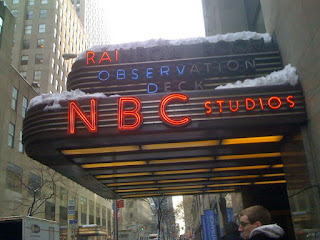 RAI
OBSERVATION
DECK
NBC STUDIOS